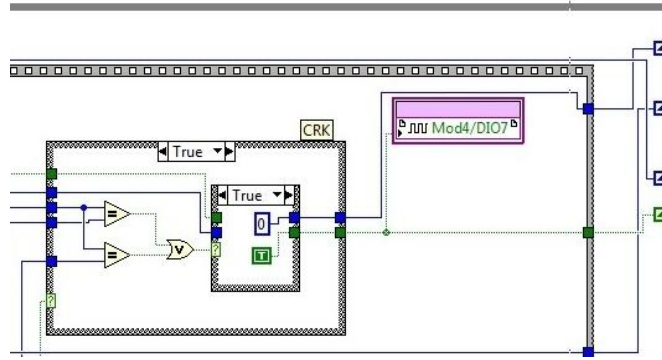 CRK
True
Mod4/DIO7
True
=
0
=
V
?
T
?